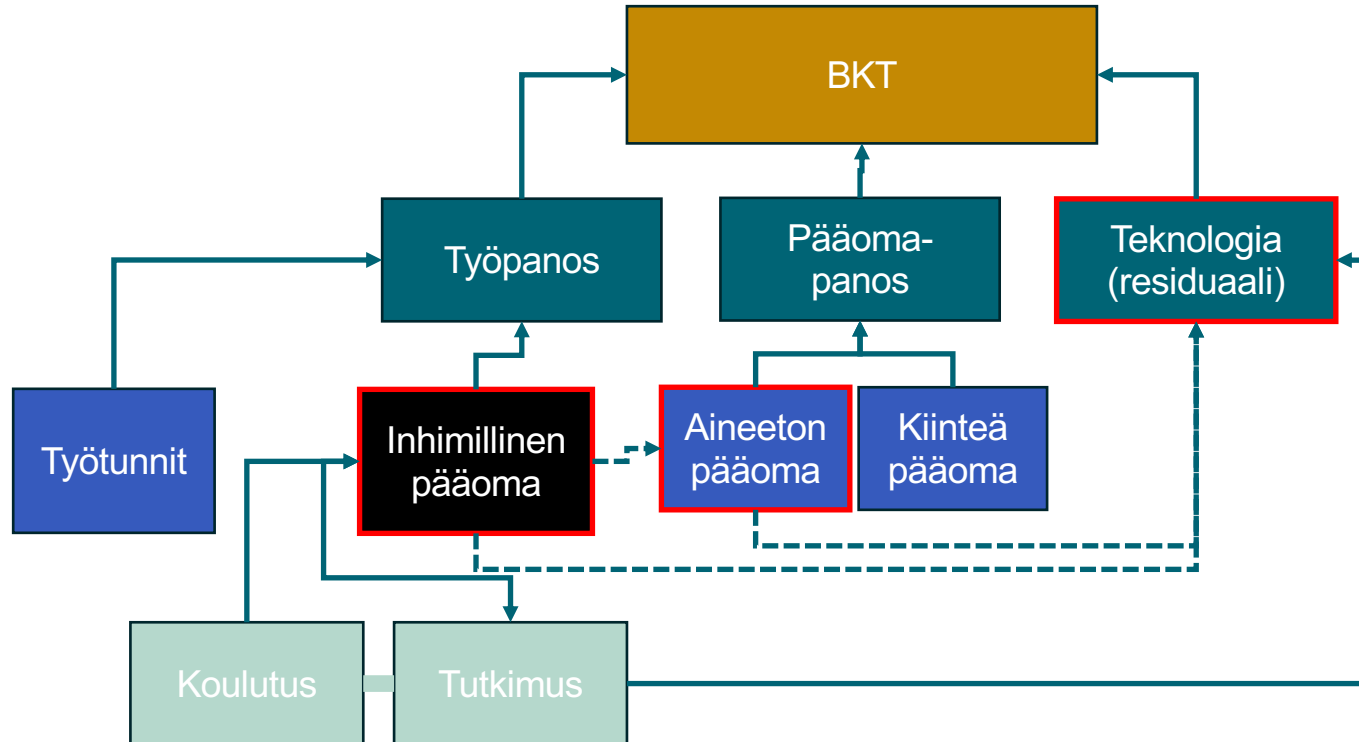 BKT
Työpanos
Pääoma-
panos
Teknologia
(residuaali)
Työtunnit
Inhimillinen
pääoma
Aineeton
pääoma
Kiinteä
pääoma
Koulutus
Tutkimus